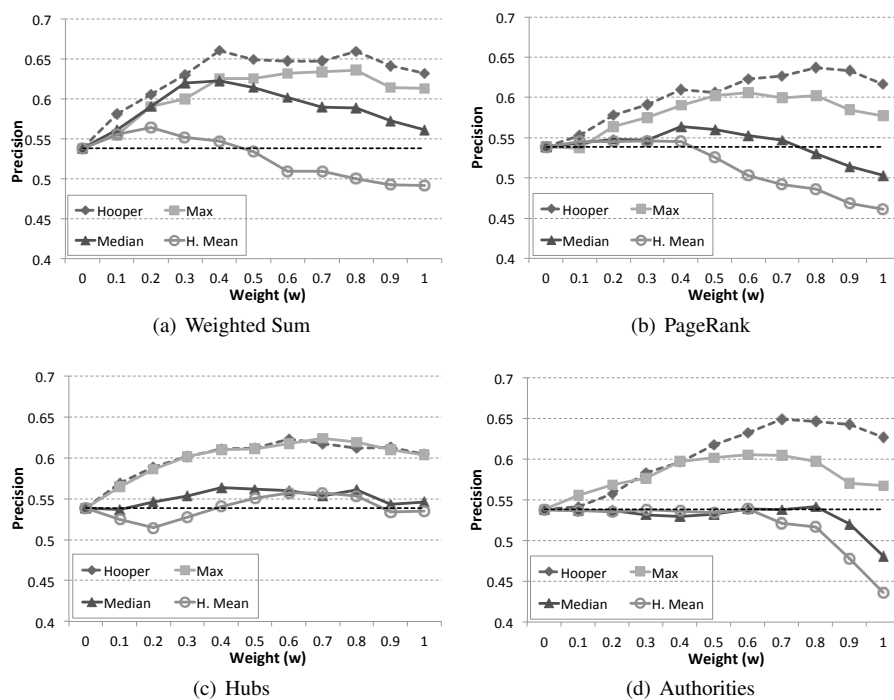 0.7
0.65
0.6
0.55
0.5
0.45
0.4
Precision
Hooper Max
Median H. Mean
0 0.1 0.2 0.3 0.4 0.5 0.6 0.7 0.8 0.9 1
Weight (w)
(a) Weighted Sum
0.7
0.65
0.6
0.55
0.5
0.45
0.4
Precision
Hooper Max
Median H. Mean
0 0.1 0.2 0.3 0.4 0.5 0.6 0.7 0.8 0.9 1
Weight (w)
(b) PageRank
0.7
0.65
0.6
0.55
0.5
0.45
0.4
Precision
Hooper Max
Median H. Mean
0 0.1 0.2 0.3 0.4 0.5 0.6 0.7 0.8 0.9 1
Weight (w)
(c) Hubs
0.7
0.65
0.6
0.55
0.5
0.45
0.4
Precision
Hooper Max
Median H. Mean
0 0.1 0.2 0.3 0.4 0.5 0.6 0.7 0.8 0.9 1
Weight (w)
(d) Authorities